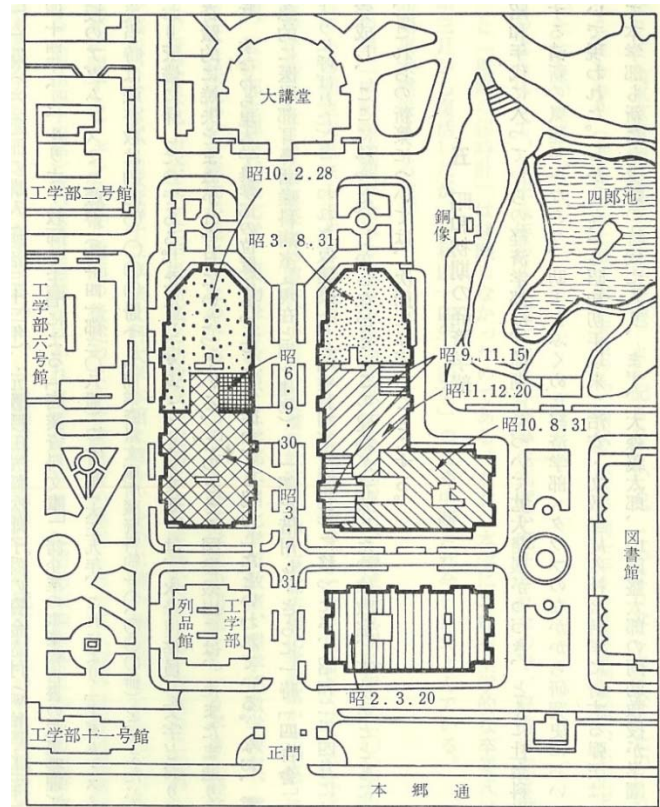 大講堂
工学部二号館
昭10.2.28
三四郎池
銅像
昭3.8.31
工学部六号館
昭6.9.30
昭9.11.15
昭11.12.20
昭10.8.31
昭3.7.31
図書館
工学部
列品館
昭2.3.20
工学部十一号館
正門
本郷通